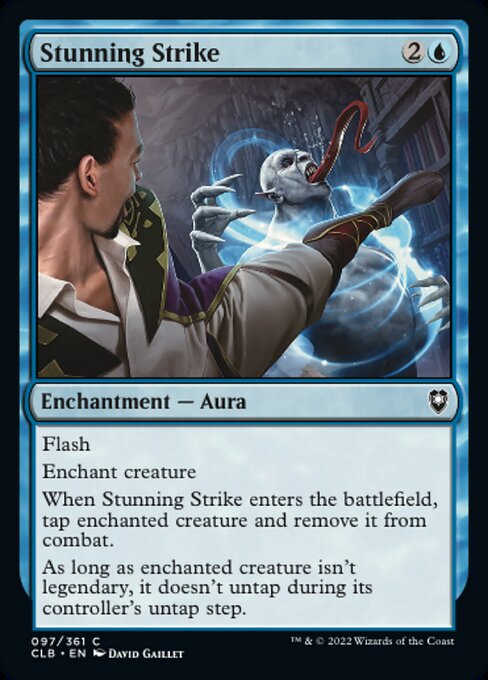 Stunning Strike 2
Enchantment — Aura
Flash
Enchant creature
When Stunning Strike enters the battlefield,
tap enchanted creature and remove it from
combat.
As long as enchanted creature isn't
legendary, it doesn't untap during its
controller's untap step.
097/361 C
CLB • EN DAVID GAILLET
™ & © 2022 Wizards of the Coast